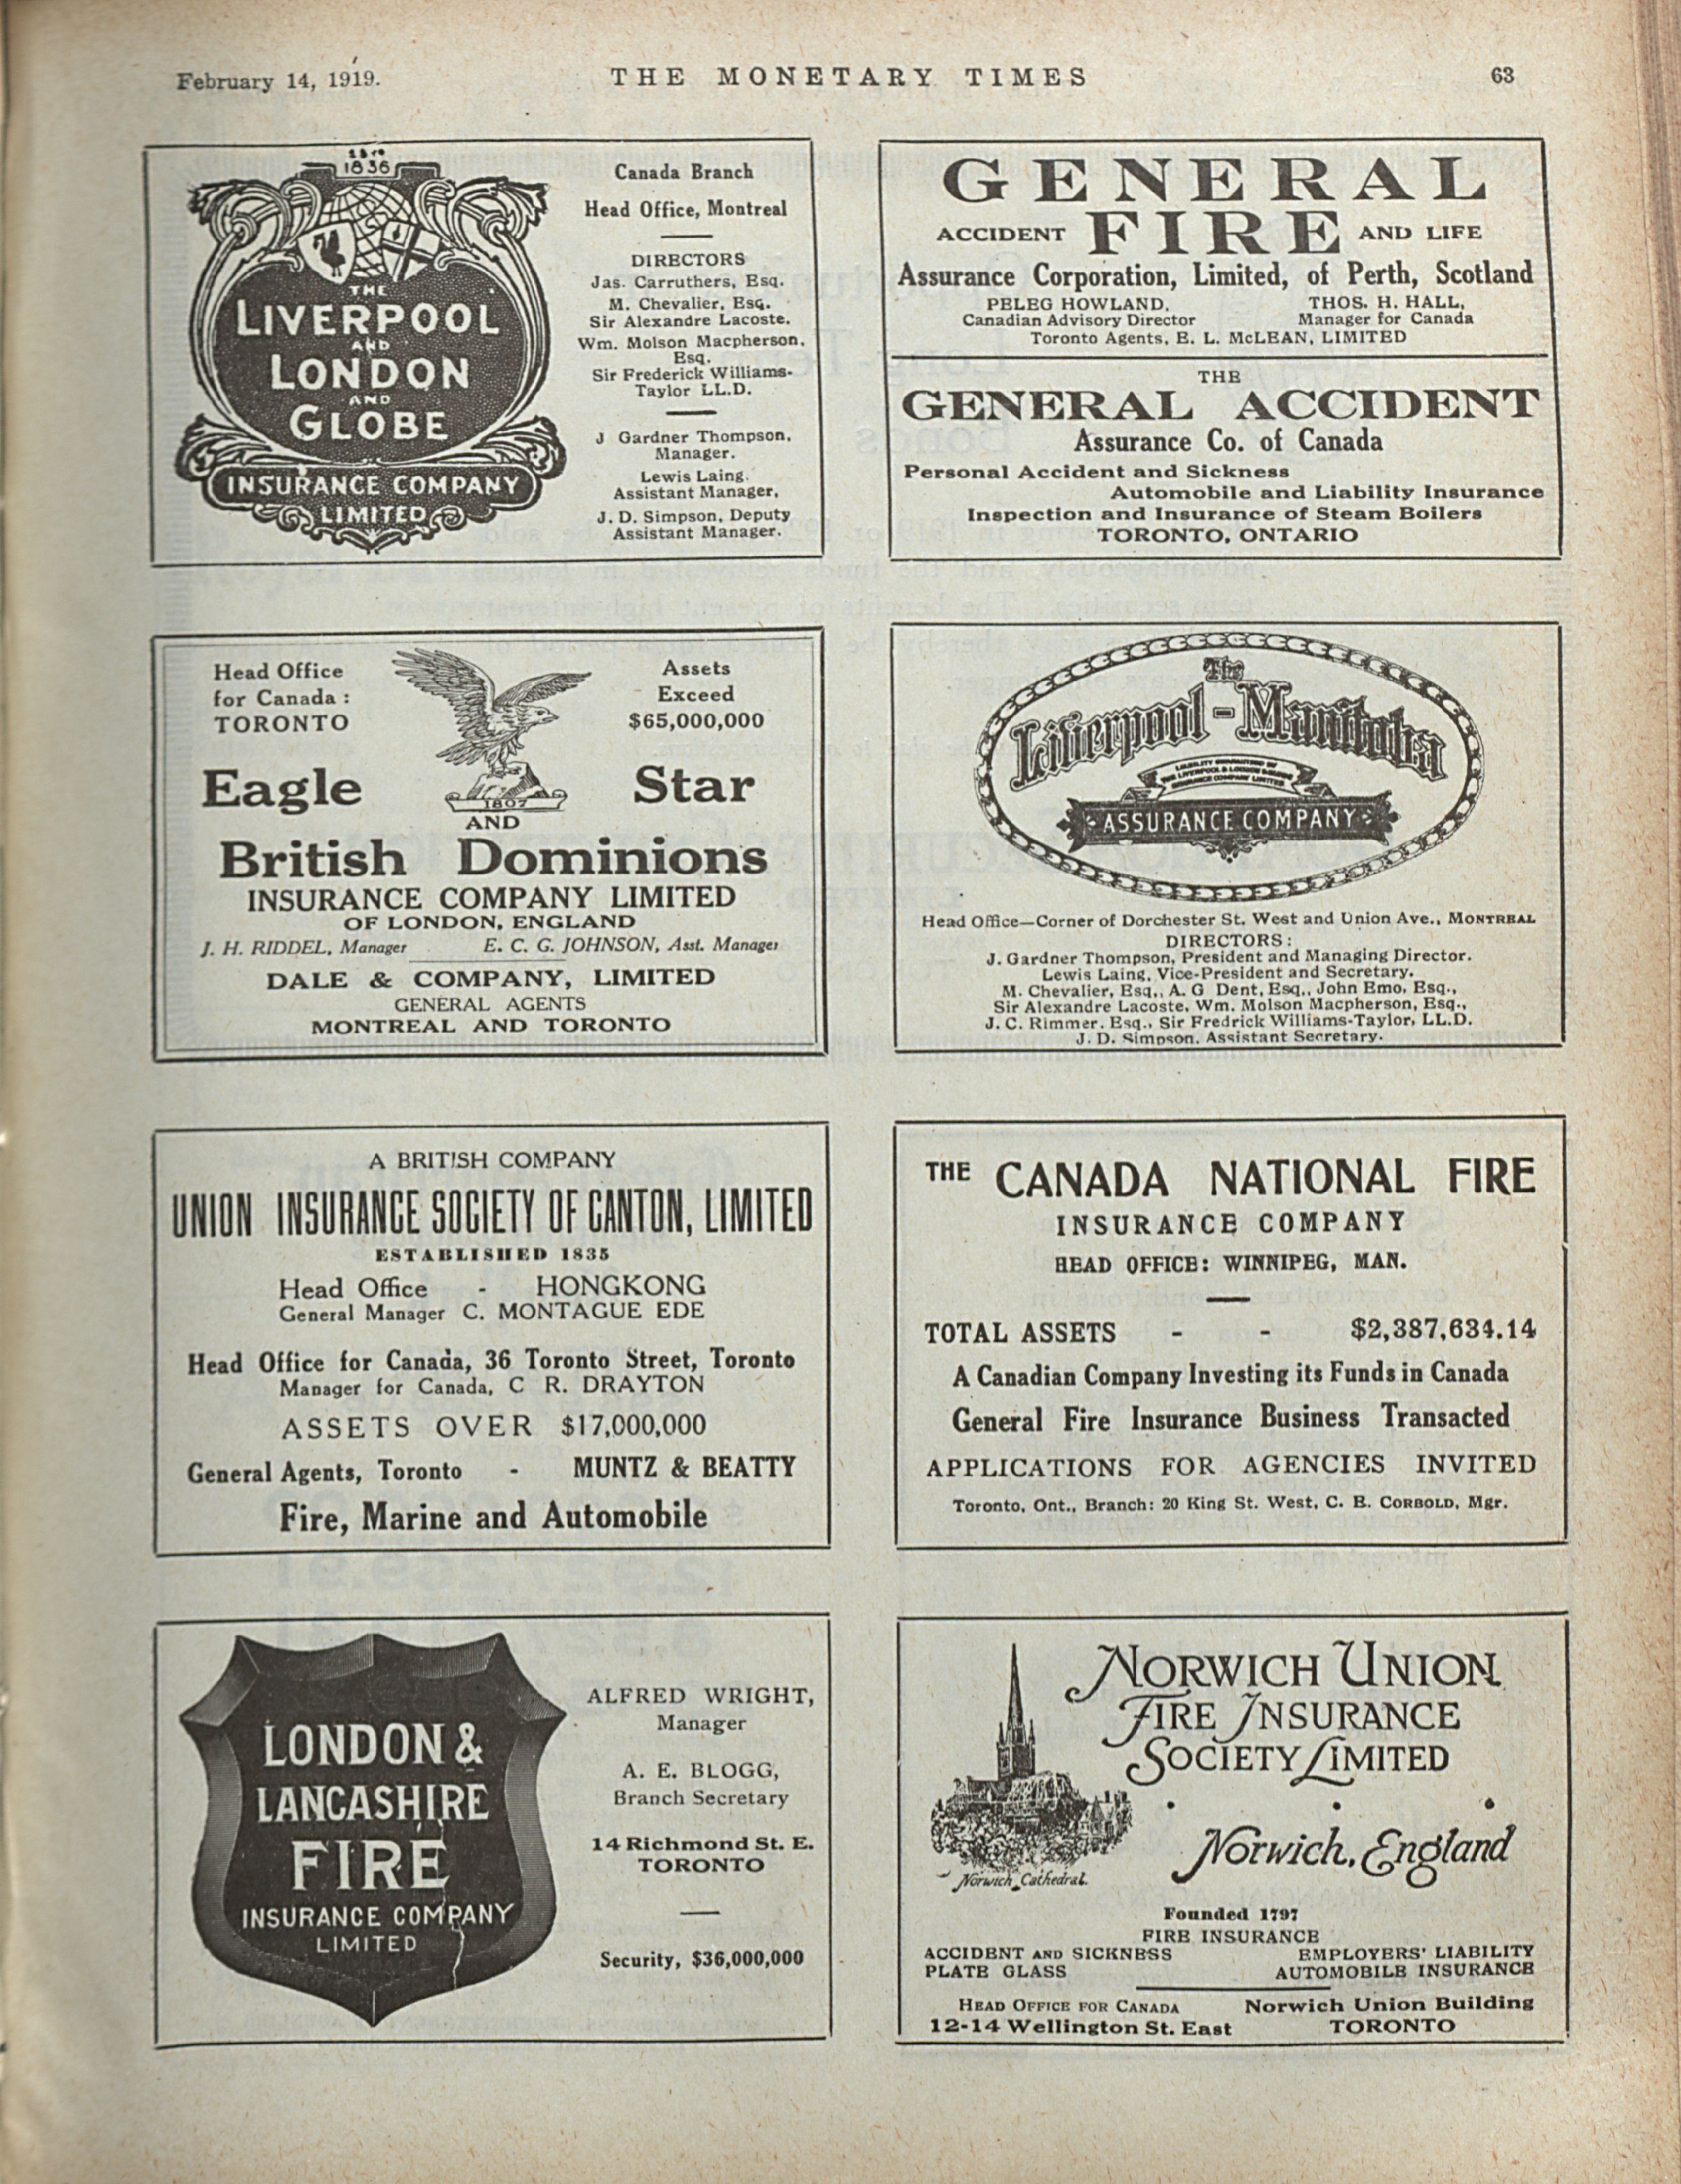 February 14, 1919.
THE MONETARY TIMES
63
1836
THE
LIVERPOOL
AND
LONDON
AND
GLOBE
INSURANCE COMPANY
LIMITED
Canada Branch
Head Office, Montreal
DIRECTORS
Jas. Carruthers, Esq.
M. Chevalier, Esq.
Sir Alexandre Lacoste.
Wm. Molson Macpherson,
Esq.
Sir Frederick Williams-
Taylor LL.D.
J Gardner Thompson,
Manager.
Lewis Laing.
Assistant Manager,
J. D. Simpson, Deputy
Assistant Manager.
GENERAL
ACCIDENT FIRE AND LIFE
Assurance Corporation, Limited, of Perth, Scotland
PELEG HOWLAND, THOS. H. HALL,
Canadian Advisory Director Manager for Canada
Toronto Agents, E. L. McLEAN, LIMITED
THE
GENERAL ACCIDENT
Assurance Co. of Canada
Personal Accident and Sickness
Automobile and Liability Insurance
Inspection and Insurance of Steam Boilers
TORONTO, ONTARIO
Head Office
for Canada :
TORONTO
Assets
Exceed
$65,000,000
Eagle Star
1807
AND
British Dominions
INSURANCE COMPANY LIMITED
OF LONDON, ENGLAND
J. H. RIDDEL, Manager E. C. G. JOHNSON, Asst. Manager
DALE & COMPANY, LIMITED
GENERAL AGENTS
MONTREAL AND TORONTO
The
Liverpool-Manitoba
LIABILITY GUARANTEED BY
THE LIVERPOOL & LONDON & GLOBE
INSURANCE COMPANY LIMITED
ASSURANCE COMPANY
Head Office—Corner of Dorchester St. West and Union Ave., MONTREAL
DIRECTORS:
J. Gardner Thompson, President and Managing Director.
Lewis Laing, Vice-President and Secretary.
M. Chevalier, Esq., A. G Dent, Esq., John Emo, Esq.,
Sir Alexandre Lacoste, Wm. Molson Macpherson, Esq.,
J. C. Rimmer, Esq., Sir Fredrick Williams-Taylor, LL.D.
J. D. Simpson, Assistant Secretary.
A BRITISH COMPANY
UNION INSURANCE SOCIETY OF CANTON, LIMITED
ESTABLISHED 1835
Head Office - HONGKONG
General Manager C. MONTAGUE EDE
Head Office for Canada, 36 Toronto Street, Toronto
Manager for Canada, C R. DRAYTON
ASSETS OVER $17,000,000
General Agents, Toronto - MUNTZ & BEATTY
Fire, Marine and Automobile
THE CANADA NATIONAL FIRE
INSURANCE COMPANY
HEAD OFFICE: WINNIPEG, MAN.
TOTAL ASSETS - - $2,387,634.14
A Canadian Company Investing its Funds in Canada
General Fire Insurance Business Transacted
APPLICATIONS FOR AGENCIES INVITED
Toronto, Ont., Branch: 20 King St. West, C. B. CORBOLD, Mgr.
LONDON &
LANCASHIRE
FIRE
INSURANCE COMPANY
LIMITED
ALFRED WRIGHT,
Manager
A. E. BLOGG,
Branch Secretary
14 Richmond St. E.
TORONTO
Security, $36,000,000
NORWICH UNION
FIRE INSURANCE
SOCIETY LIMITED
Norwich, England
Norwich Cathedral.
Founded 1797
FIRE INSURANCE
ACCIDENT AND SICKNESS EMPLOYERS' LIABILITY
PLATE GLASS AUTOMOBILE INSURANCE
HEAD OFFICE FOR CANADA Norwich Union Building
12-14 Wellington St. East TORONTO